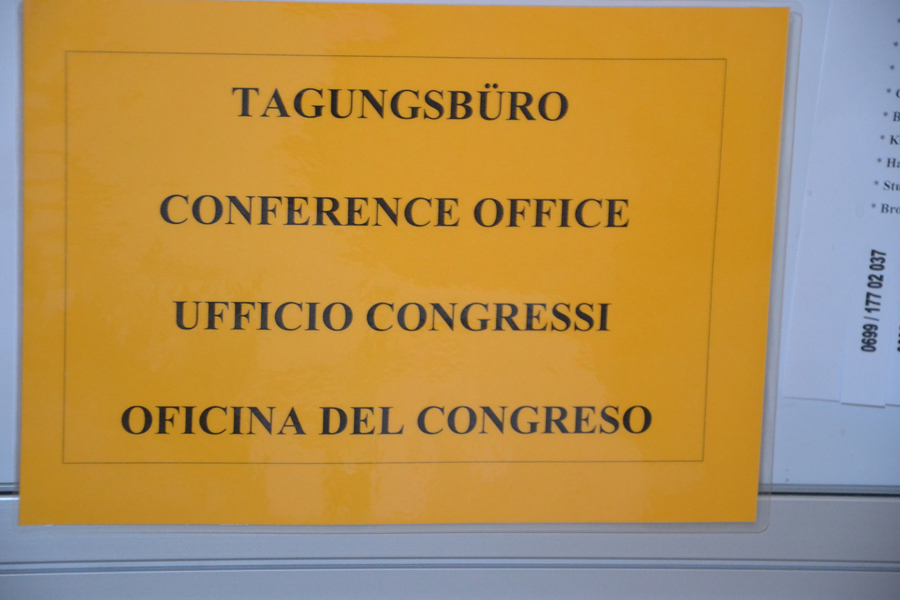 TAGUNGSBÜRO
CONFERENCE OFFICE
UFFICIO CONGRESSI
OFICINA DEL CONGRESO
0699 / 177 02 037